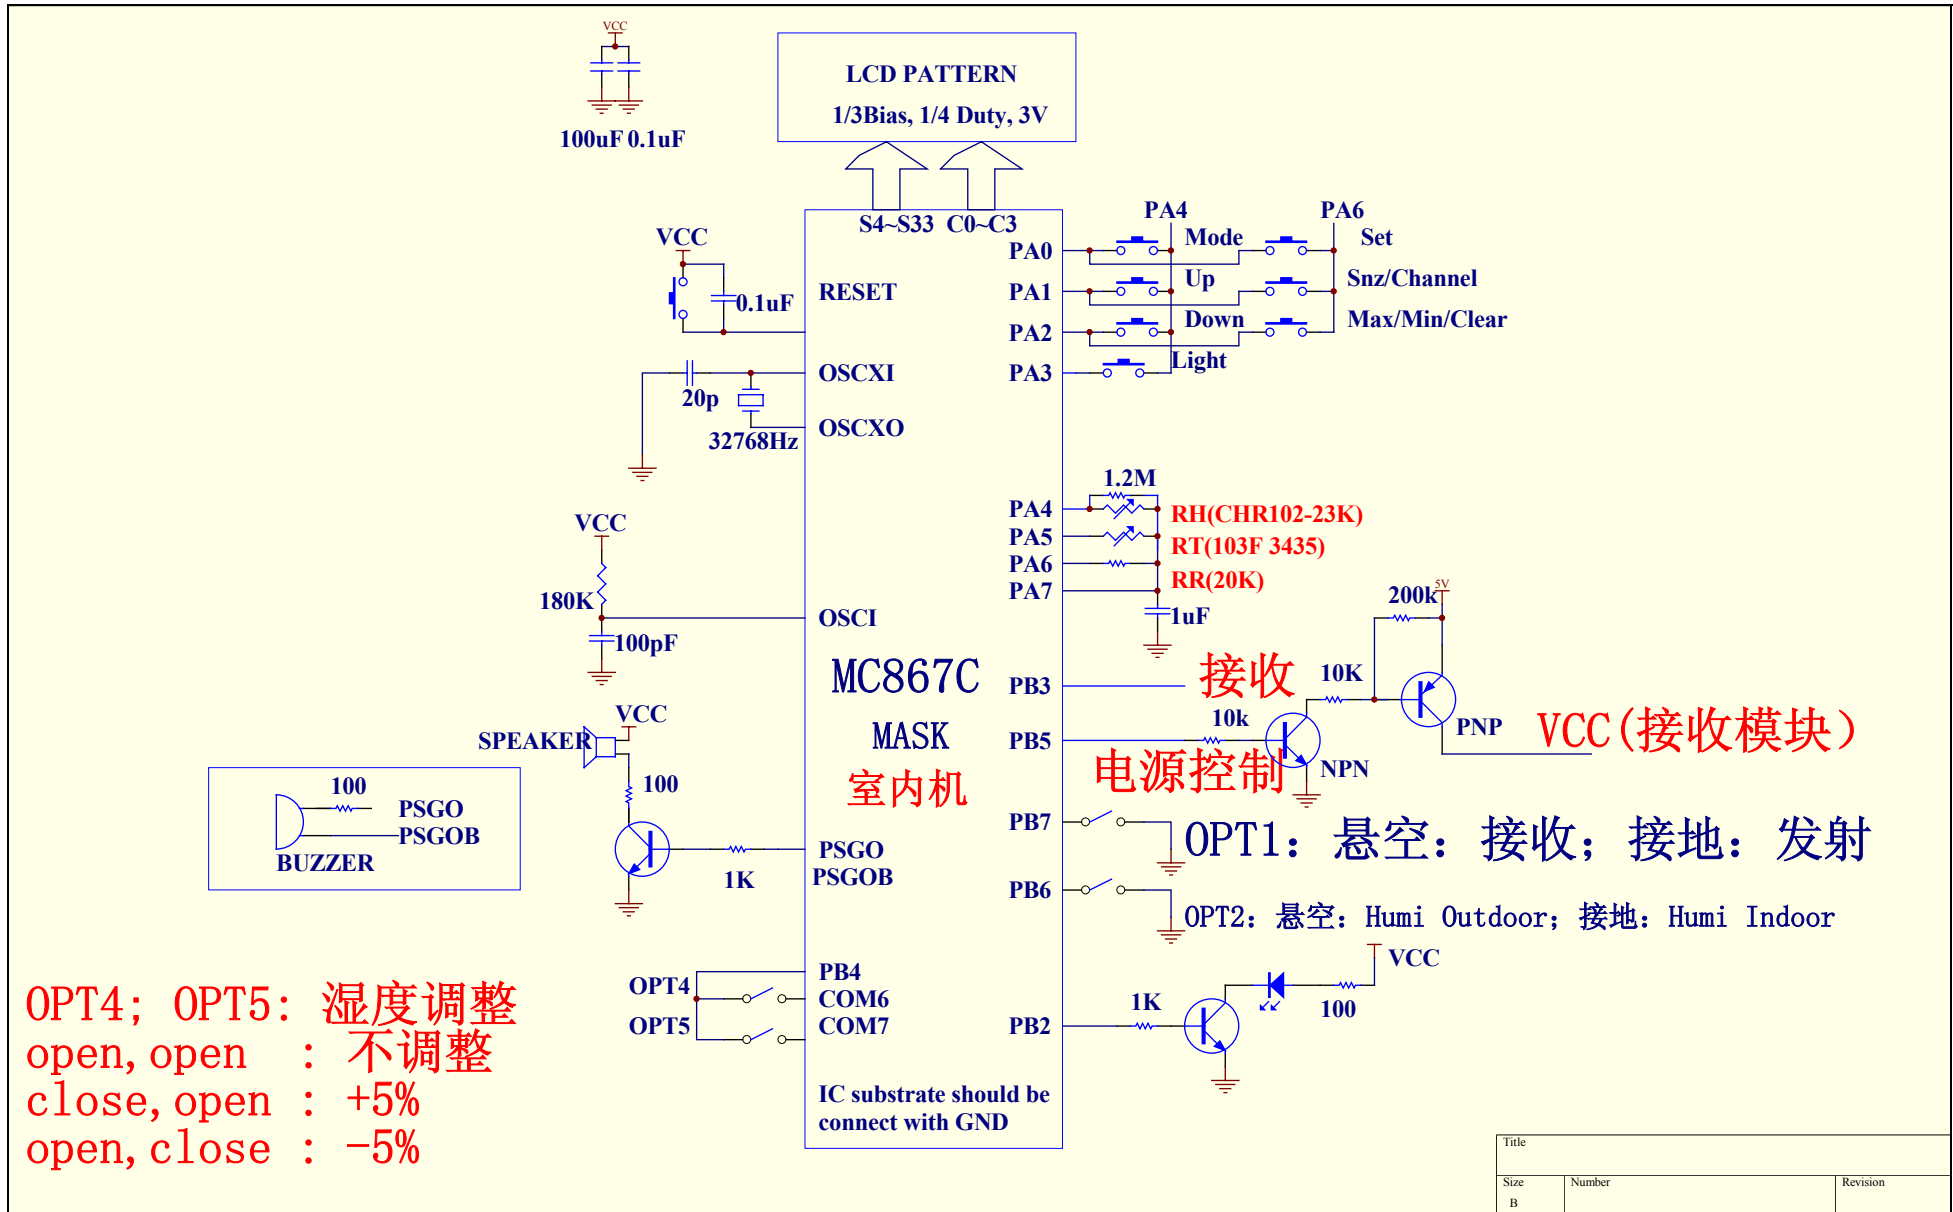 VCC
100uF 0.1uF
LCD PATTERN
1/3Bias, 1/4 Duty, 3V
S4~S33 C0~C3
PA4
PA6
VCC
0.1uF
RESET
PA0
Mode
Set
PA1
Up
Snz/Channel
PA2
Down
Max/Min/Clear
PA3
Light
OSCXI
20p
OSCXO
32768Hz
1.2M
PA4
RH(CHR102-23K)
PA5
RT(103F 3435)
PA6
RR(20K)
PA7
1uF
VCC
180K
OSCI
100pF
5V
200k
MC867C
MASK
室内机
PB3
接收
10K
PNP
VCC(接收模块）
PB5
10k
电源控制
NPN
VCC
SPEAKER
100
100
PSGO
PSGOB
BUZZER
1K
PSGO
PSGOB
PB7
OPT1：悬空：接收；接地：发射
PB6
OPT2：悬空：Humi Outdoor；接地：Humi Indoor
VCC
OPT4
OPT5
PB4
COM6
COM7
PB2
1K
100
OPT4；OPT5：湿度调整
open,open ：不调整
close,open ：+5%
open,close ：-5%
IC substrate should be
connect with GND
Title
Size
Number
Revision
B